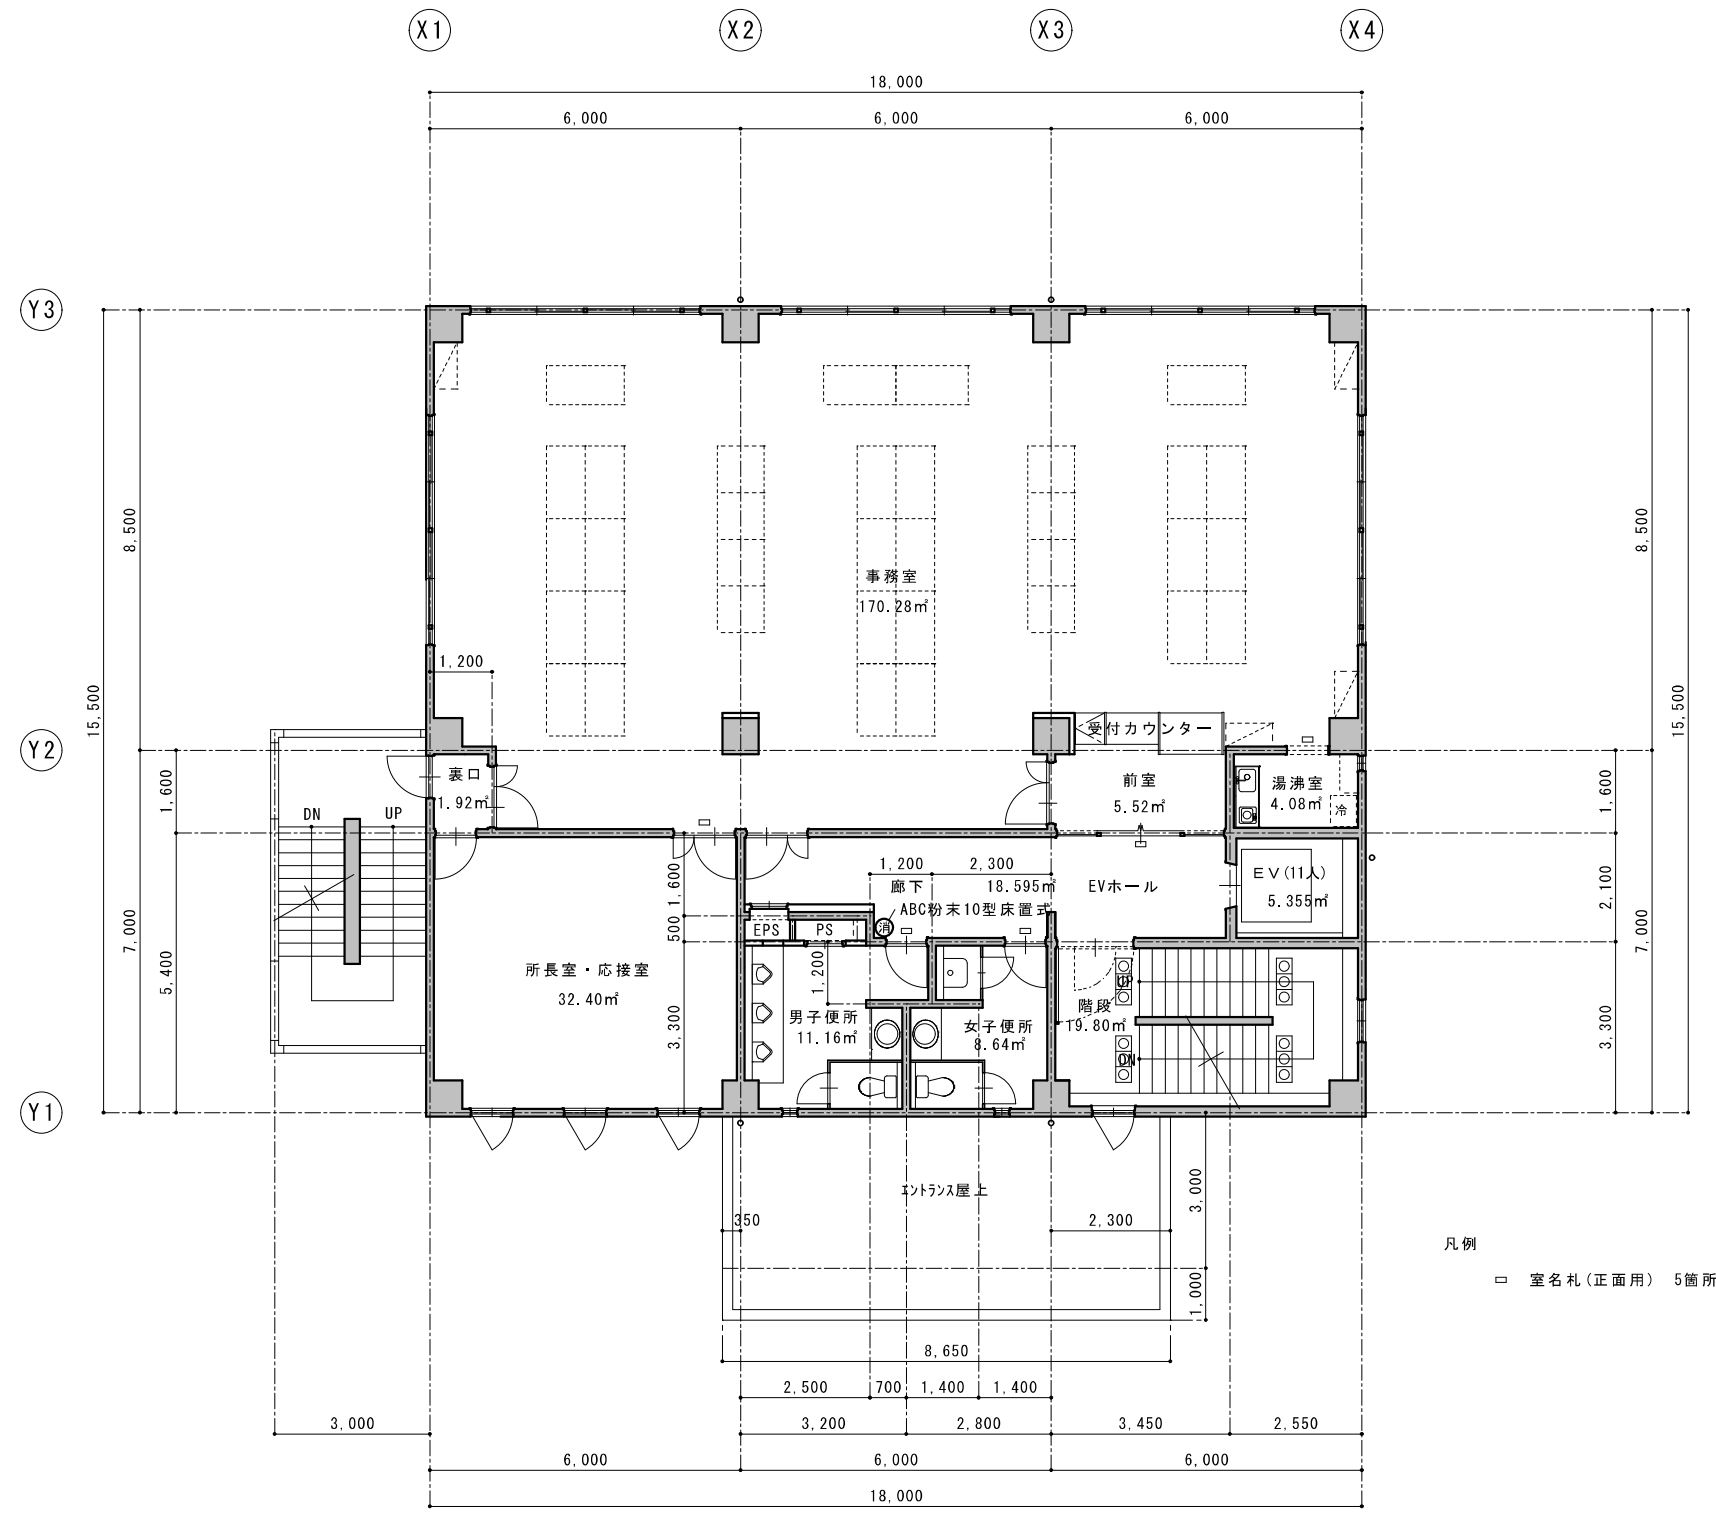 X1
X2
X3
X4
18,000
6,000
6,000
6,000
Y3
8,500
8,500
15,500
15,500
事務室
170.28㎡
1,200
受付カウンター
Y2
1,600
裏口
1.92㎡
前室
5.52㎡
湯沸室
4.08㎡
冷
1,600
DN
UP
1,200
2,300
1,600
廊下
18.595㎡
EVホール
EV(11人)
5.355㎡
2,100
ABC粉末10型床置式
消
7,000
500
EPS
PS
7,000
5,400
所長室・応接室
32.40㎡
1,200
3,300
男子便所
11.16㎡
女子便所
8.64㎡
UP
階段
19.80㎡
DN
3,300
Y1
エントランス屋上
3,000
350
2,300
1,000
凡例
室名札(正面用) 5箇所
8,650
2,500
700
1,400
1,400
3,000
3,200
2,800
3,450
2,550
6,000
6,000
6,000
18,000